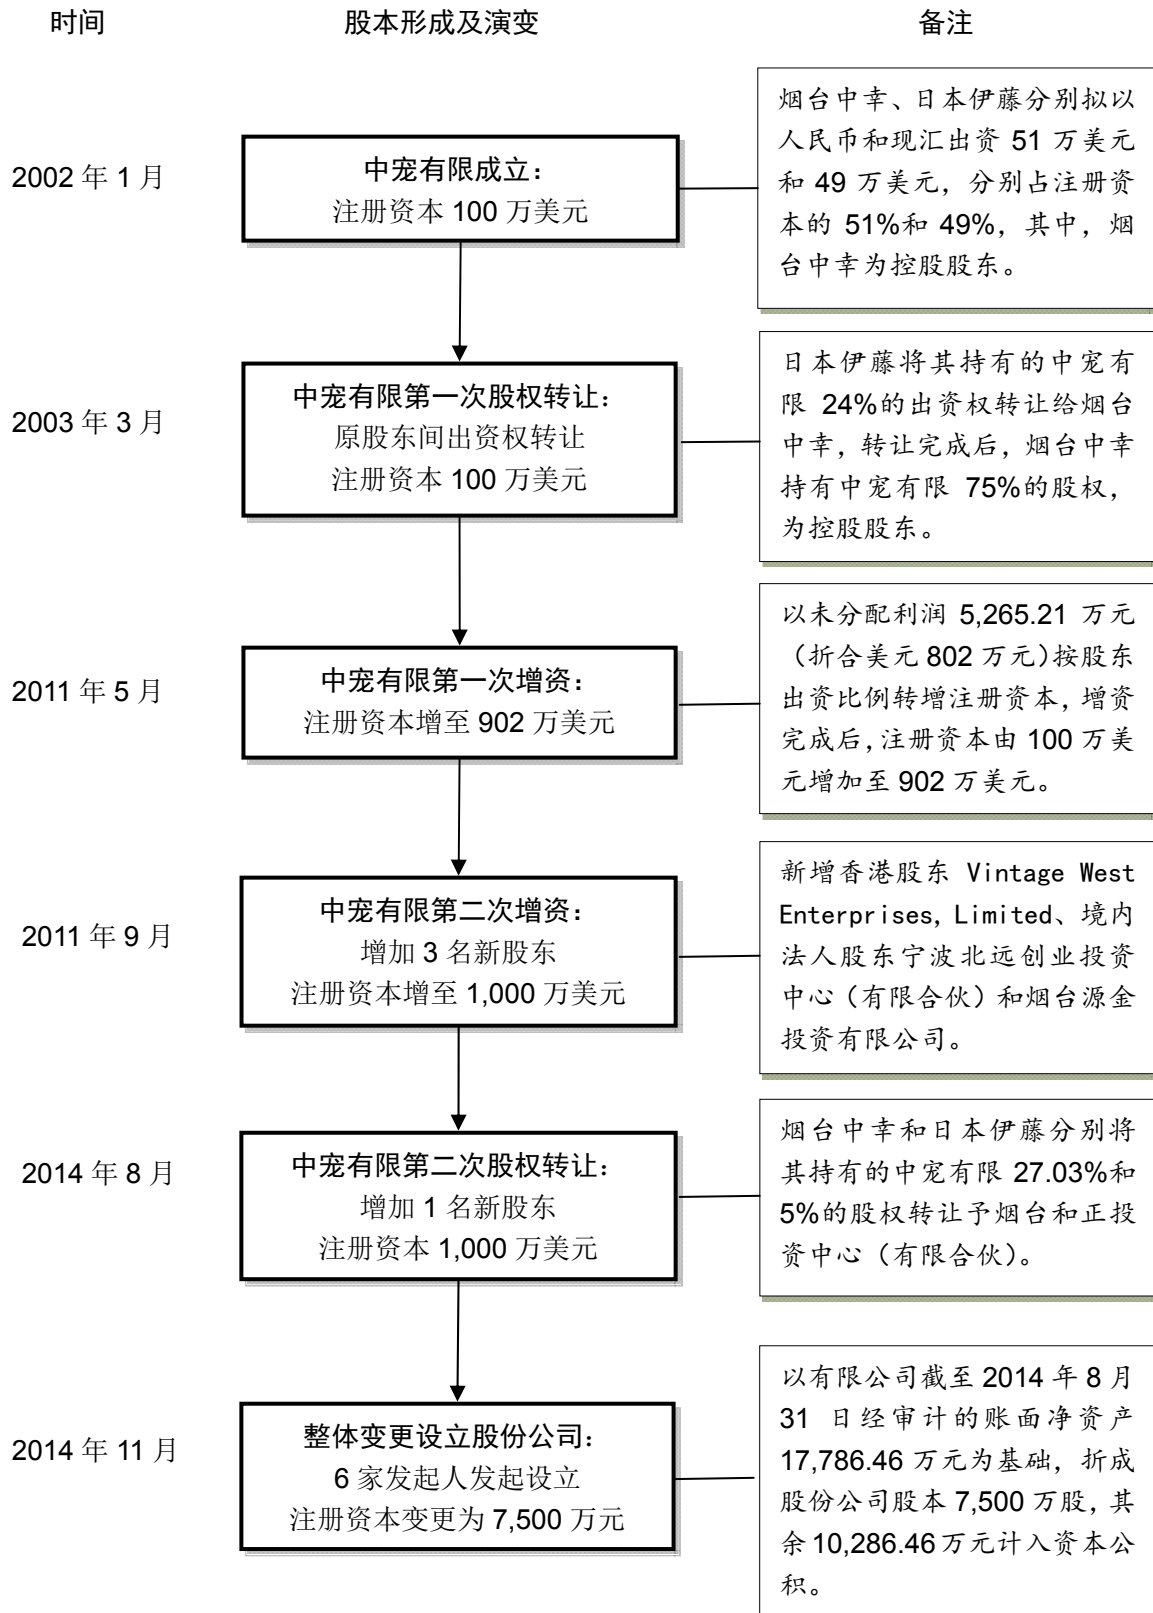 时间 股本形成及演变 备注
2002 年 1 月
中宠有限成立：
注册资本 100 万美元
烟台中幸、日本伊藤分别拟以
人民币和现汇出资 51 万美元
和 49 万美元，分别占注册资
本的 51%和 49%，其中，烟
台中幸为控股股东。
2003 年 3 月
中宠有限第一次股权转让：
原股东间出资权转让
注册资本 100 万美元
日本伊藤将其持有的中宠有
限 24%的出资权转让给烟台
中幸，转让完成后，烟台中幸
持有中宠有限 75%的股权，
为控股股东。
2011 年 5 月
中宠有限第一次增资：
注册资本增至 902 万美元
以未分配利润 5,265.21 万元
（折合美元 802 万元）按股东
出资比例转增注册资本，增资
完成后，注册资本由 100 万美
元增加至 902 万美元。
2011 年 9 月
中宠有限第二次增资：
增加 3 名新股东
注册资本增至 1,000 万美元
新增香港股东 Vintage West
Enterprises, Limited、境内
法人股东宁波北远创业投资
中心（有限合伙）和烟台源金
投资有限公司。
2014 年 8 月
中宠有限第二次股权转让：
增加 1 名新股东
注册资本 1,000 万美元
烟台中幸和日本伊藤分别将
其持有的中宠有限 27.03%和
5%的股权转让予烟台和正投
资中心（有限合伙）。
2014 年 11 月
整体变更设立股份公司：
6 家发起人发起设立
注册资本变更为 7,500 万元
以有限公司截至 2014 年 8 月
31 日经审计的账面净资产
17,786.46 万元为基础，折成
股份公司股本 7,500 万股，其
余 10,286.46 万元计入资本公
积。